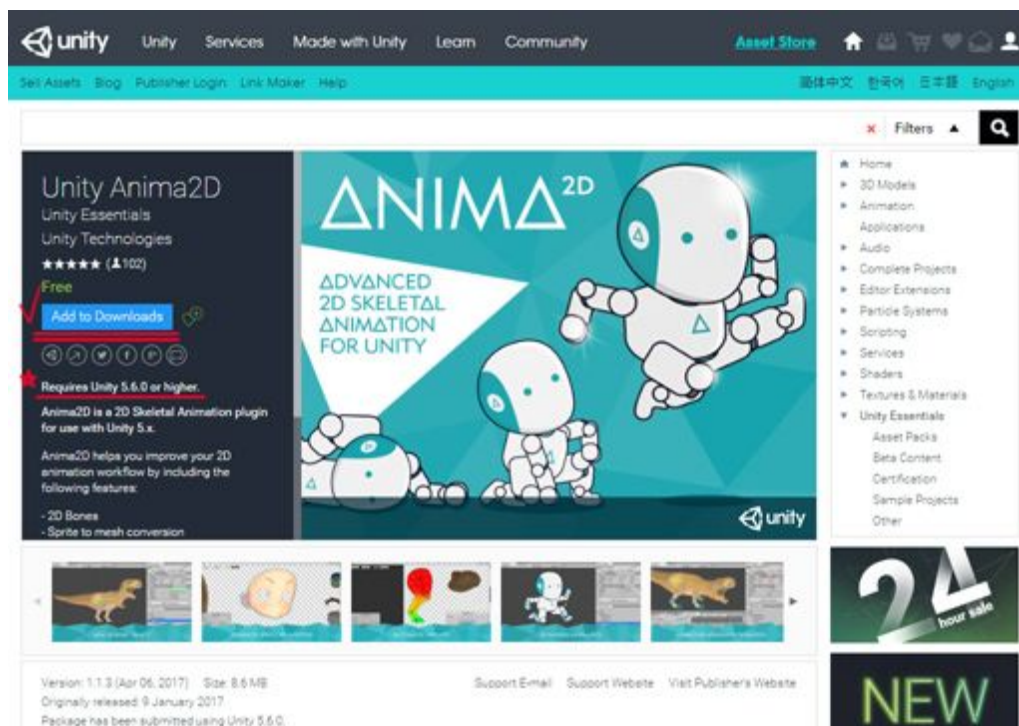 unity Unity Services Made with Unity Learn Community Asset Store
Sell Assets Blog Publisher Login Link Maker Help 简体中文 한국어 日本語 English
Filters
Unity Anima2D
Unity Essentials
Unity Technologies
(102)
Free
Add to Downloads
Requires Unity 5.6.0 or higher.
Anima2D is a 2D Skeletal Animation plugin
for use with Unity 5.x.
Anima2D helps you improve your 2D
animation workflow by including the
following features:
- 2D Bones
- Sprite to mesh conversion
ANIMA2D
ADVANCED
2D SKELETAL
ANIMATION
FOR UNITY
unity
Home
3D Models
Animation
Applications
Audio
Complete Projects
Editor Extensions
Particle Systems
Scripting
Services
Shaders
Textures & Materials
Unity Essentials
Asset Packs
Beta Content
Certification
Sample Projects
Other
24
hour sale
Version: 1.1.3 (Apr 06, 2017) Size: 8.6 MB
Support E-mail Support Website Visit Publisher's Website
Originally released: 9 January 2017
Package has been submitted using Unity 5.6.0.
NEW